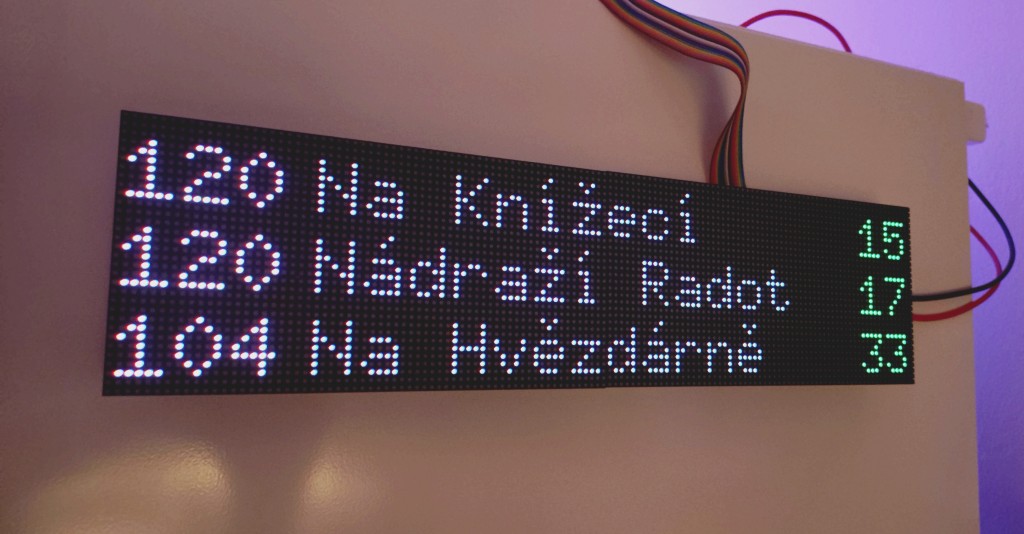 120 Na Knížecí 15
120 Nádraží Radot 17
104 Na Hvězdárně 33